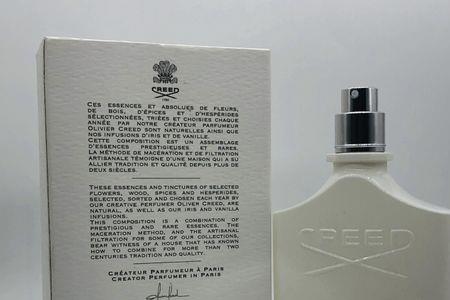 CREED
Ces essences et absolues de fleurs,
de bois, d'épices et d'hespérides
sélectionnées, triées et choisies chaque
année par notre créateur parfumeur
Olivier Creed sont naturelles ainsi que
nos infusions d'iris et de vanille.
Cette composition est un assemblage
d'essences prestigieuses et rares.
La méthode de macération et de filtration
artisanale témoigne d'une maison qui a su
allier tradition et qualité depuis plus de
deux siècles.
These essences and tinctures of selected
flowers, wood, spices and hesperides,
selected, sorted and chosen each year by
our creative perfumer Olivier Creed, are
natural, as well as our iris and vanilla
infusions.
This composition is a combination of
prestigious and rare essences. The
maceration method, and the artisanal
filtration for some of our collections,
bear witness of a house that has known
how to combine for more than two
centuries tradition and quality.
Créateur Parfumeur à Paris
Creator Perfumer in Paris
CREED